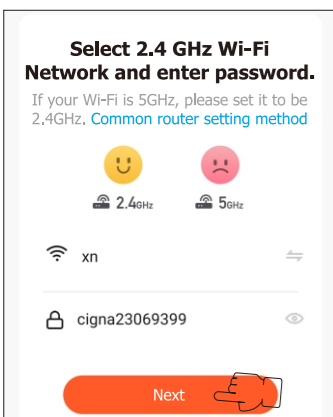 Select 2.4 GHz Wi-Fi
Network and enter password.
If your Wi-Fi is 5GHz, please set it to be
2.4GHz. Common router setting method
2.4GHz 5GHz
xn
cigna23069399
Next